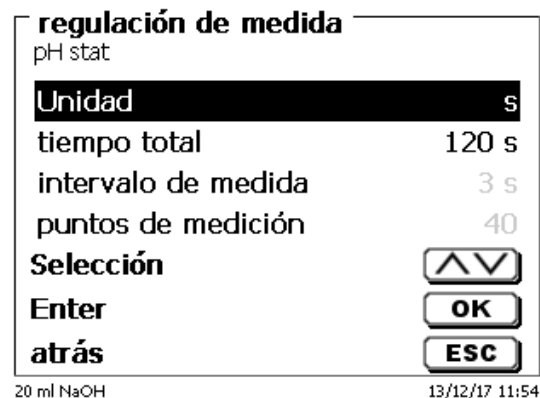 regulación de medida
pH stat
Unidad s
tiempo total 120 s
intervalo de medida 3 s
puntos de medición 40
Selección
Enter OK
atrás ESC
20 ml NaOH 13/12/17 11:54